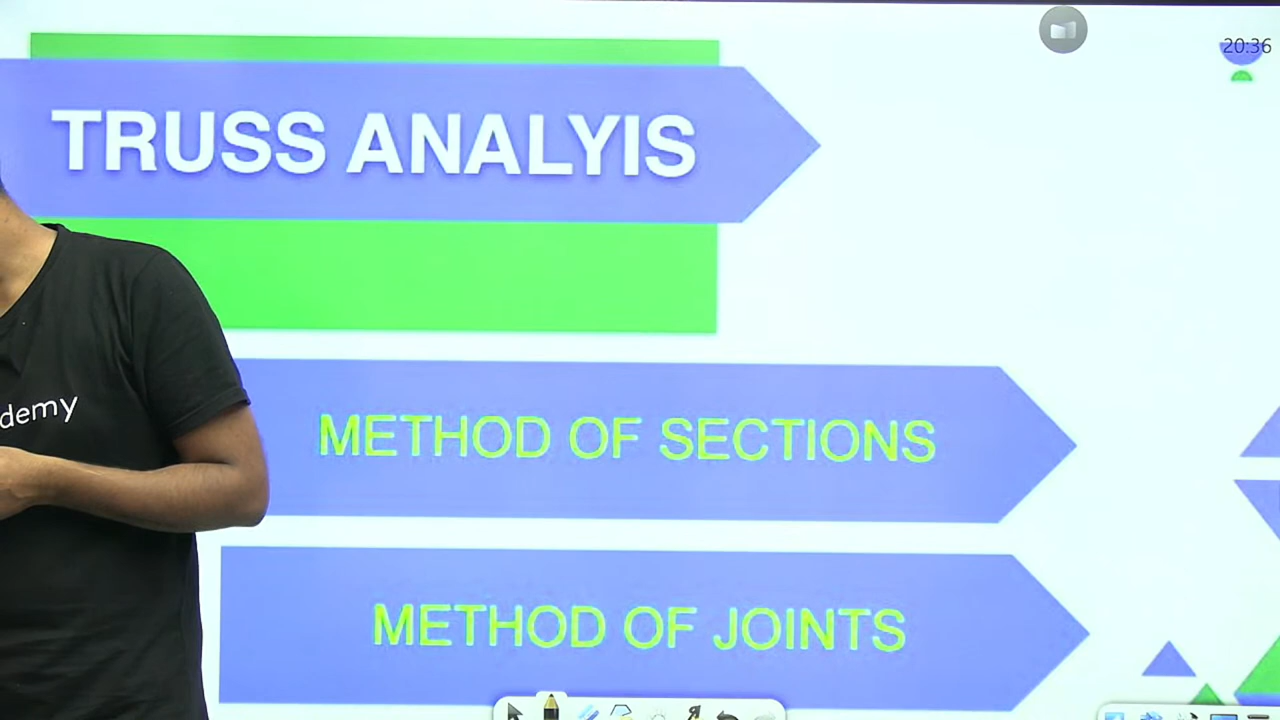 20:36
TRUSS ANALYIS
demy
METHOD OF SECTIONS
METHOD OF JOINTS